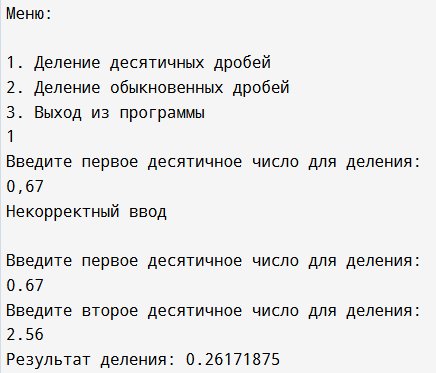 Меню:
1. Деление десятичных дробей
2. Деление обыкновенных дробей
3. Выход из программы
1
Введите первое десятичное число для деления:
0,67
Некорректный ввод
Введите первое десятичное число для деления:
0.67
Введите второе десятичное число для деления:
2.56
Результат деления: 0.26171875